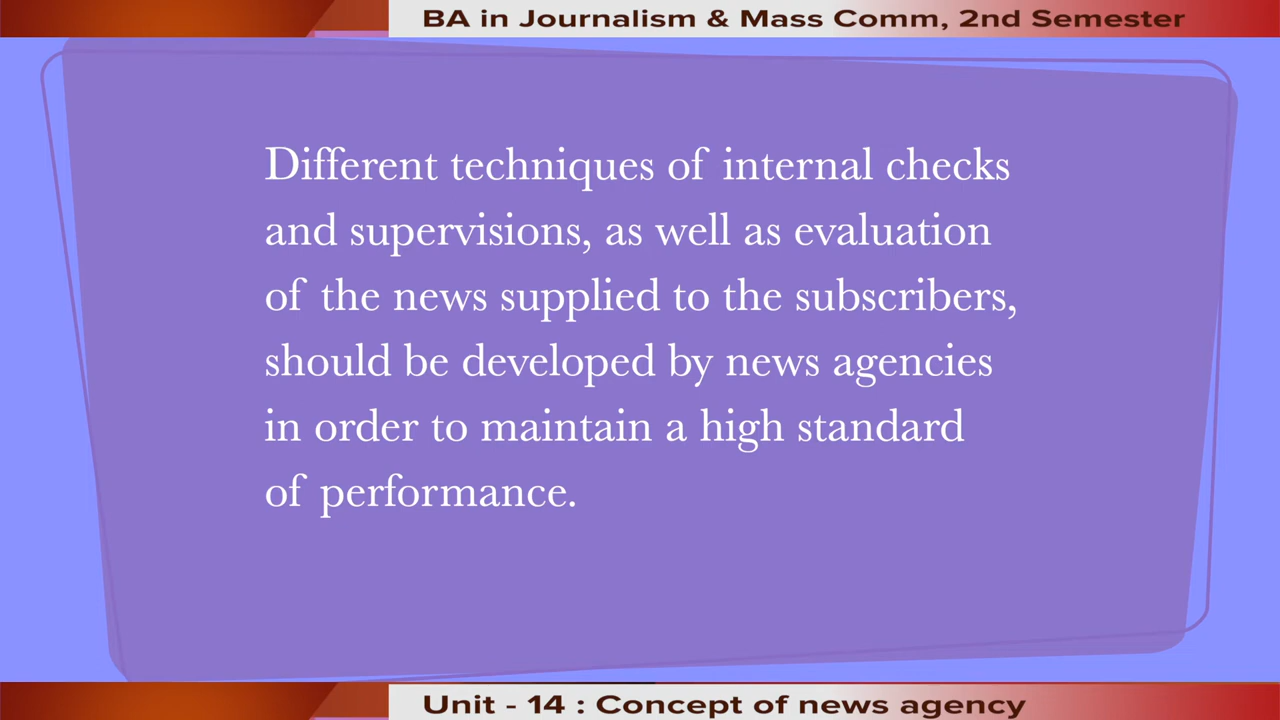 BA in Journalism & Mass Comm, 2nd Semester
Different techniques of internal checks
and supervisions, as well as evaluation
of the news supplied to the subscribers,
should be developed by news agencies
in order to maintain a high standard
of performance.
Unit - 14 : Concept of news agency